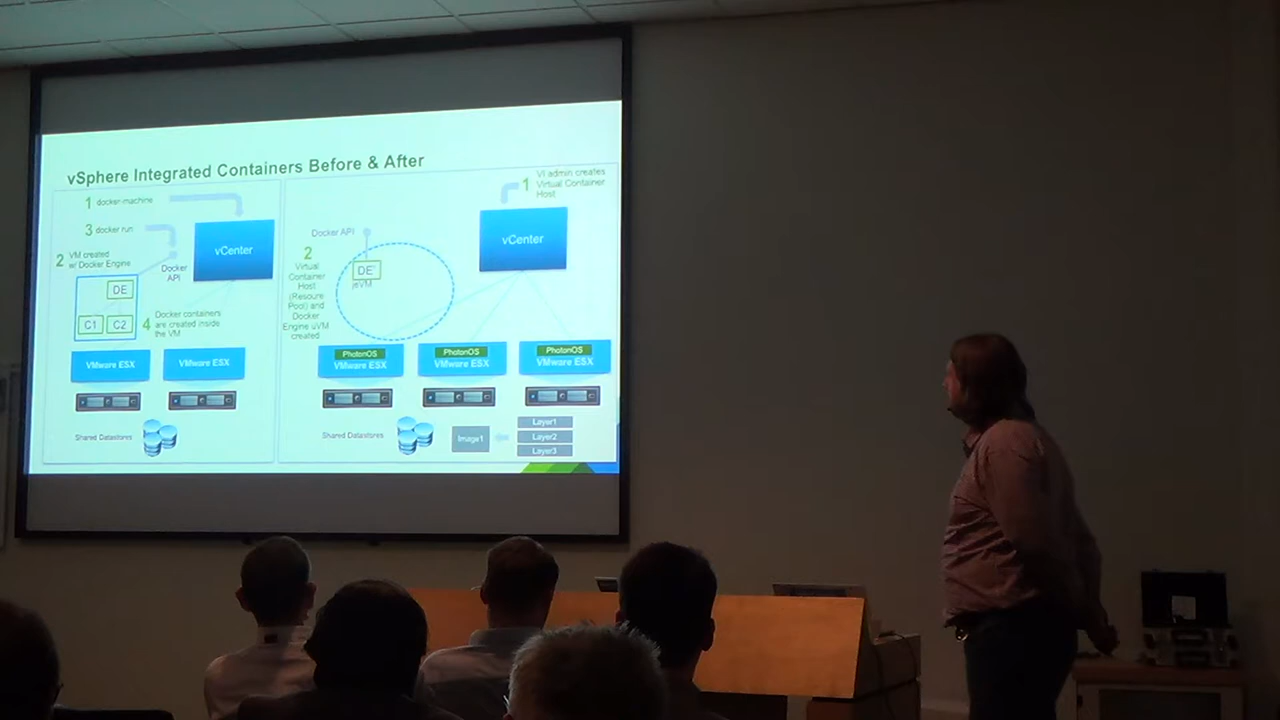 vSphere Integrated Containers Before & After
1 docker-machine
3 docker run
2 VM created
w/ Docker Engine
Docker
API
vCenter
DE
C1 C2
4 Docker containers
are created inside
the VM
VMware ESX
VMware ESX
Shared Datastores
1 VI admin creates
Virtual Container
Host
vCenter
Docker API
2
Virtual
Container
Host
(Resource
Pool) and
Docker
Engine uVM
created
DE
jeVM
PhotonOS
VMware ESX
PhotonOS
VMware ESX
PhotonOS
VMware ESX
Shared Datastores
Image1
Layer1
Layer2
Layer3